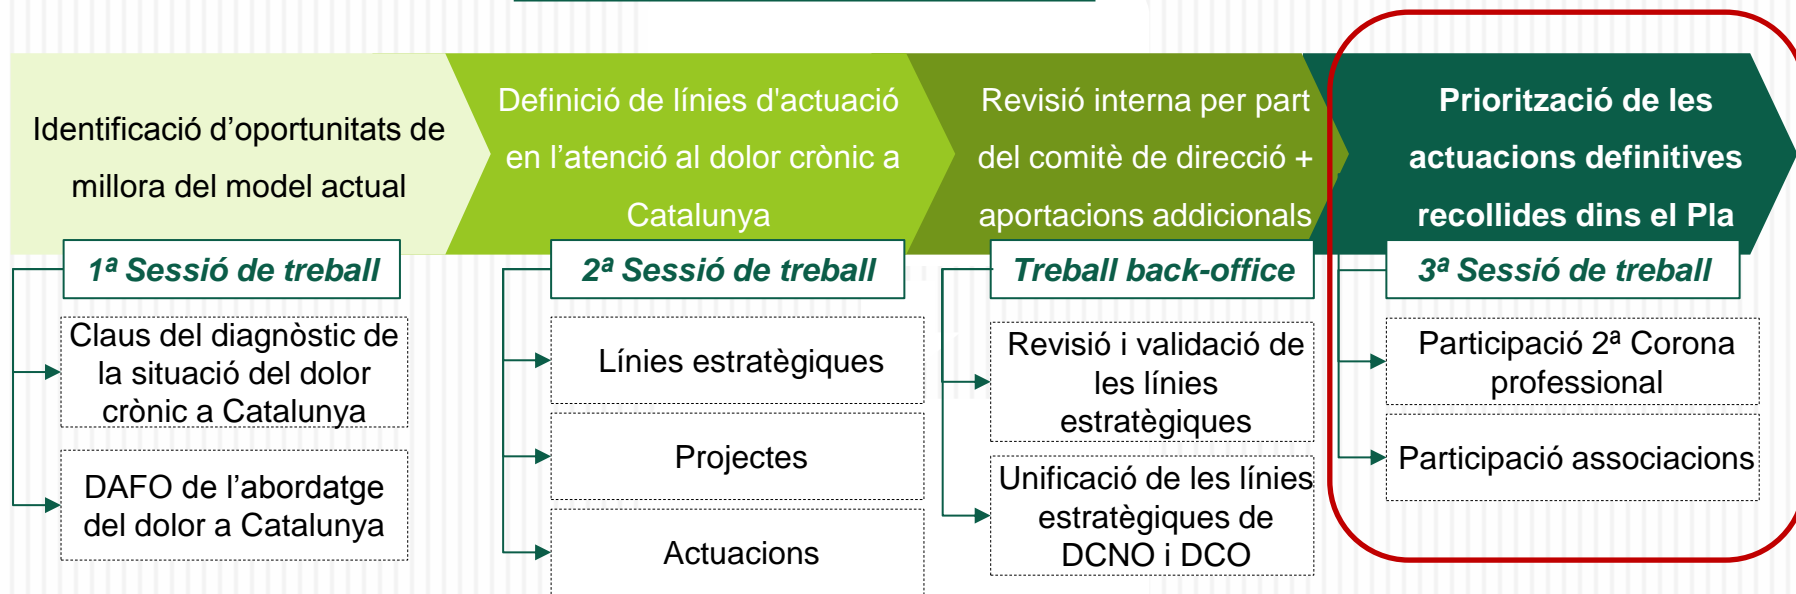 Identificació d’oportunitats de
millora del model actual
Definició de línies d'actuació
en l’atenció al dolor crònic a
Catalunya
Revisió interna per part
del comitè de direcció +
aportacions addicionals
Priorització de les
actuacions definitives
recollides dins el Pla
1ª Sessió de treball
Claus del diagnòstic de
la situació del dolor
crònic a Catalunya
DAFO de l’abordatge
del dolor a Catalunya
2ª Sessió de treball
Línies estratègiques
Projectes
Actuacions
Treball back-office
Revisió i validació de
les línies
estratègiques
Unificació de les línies
estratègiques de
DCNO i DCO
3ª Sessió de treball
Participació 2ª Corona
professional
Participació associacions